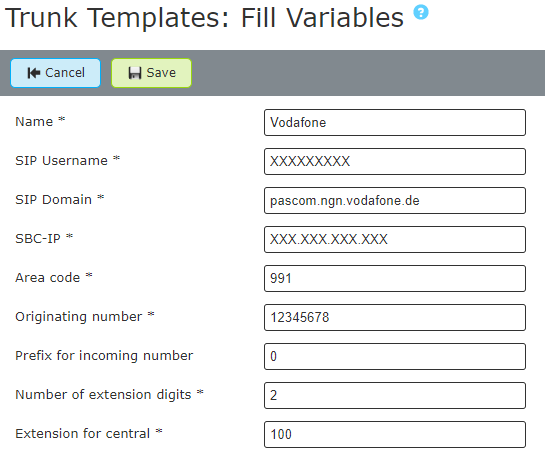 Trunk Templates: Fill Variables ?
Cancel Save
Name * Vodafone
SIP Username * XXXXXXXXX
SIP Domain * pascom.ngn.vodafone.de
SBC-IP * XXX.XXX.XXX.XXX
Area code * 991
Originating number * 12345678
Prefix for incoming number 0
Number of extension digits * 2
Extension for central * 100